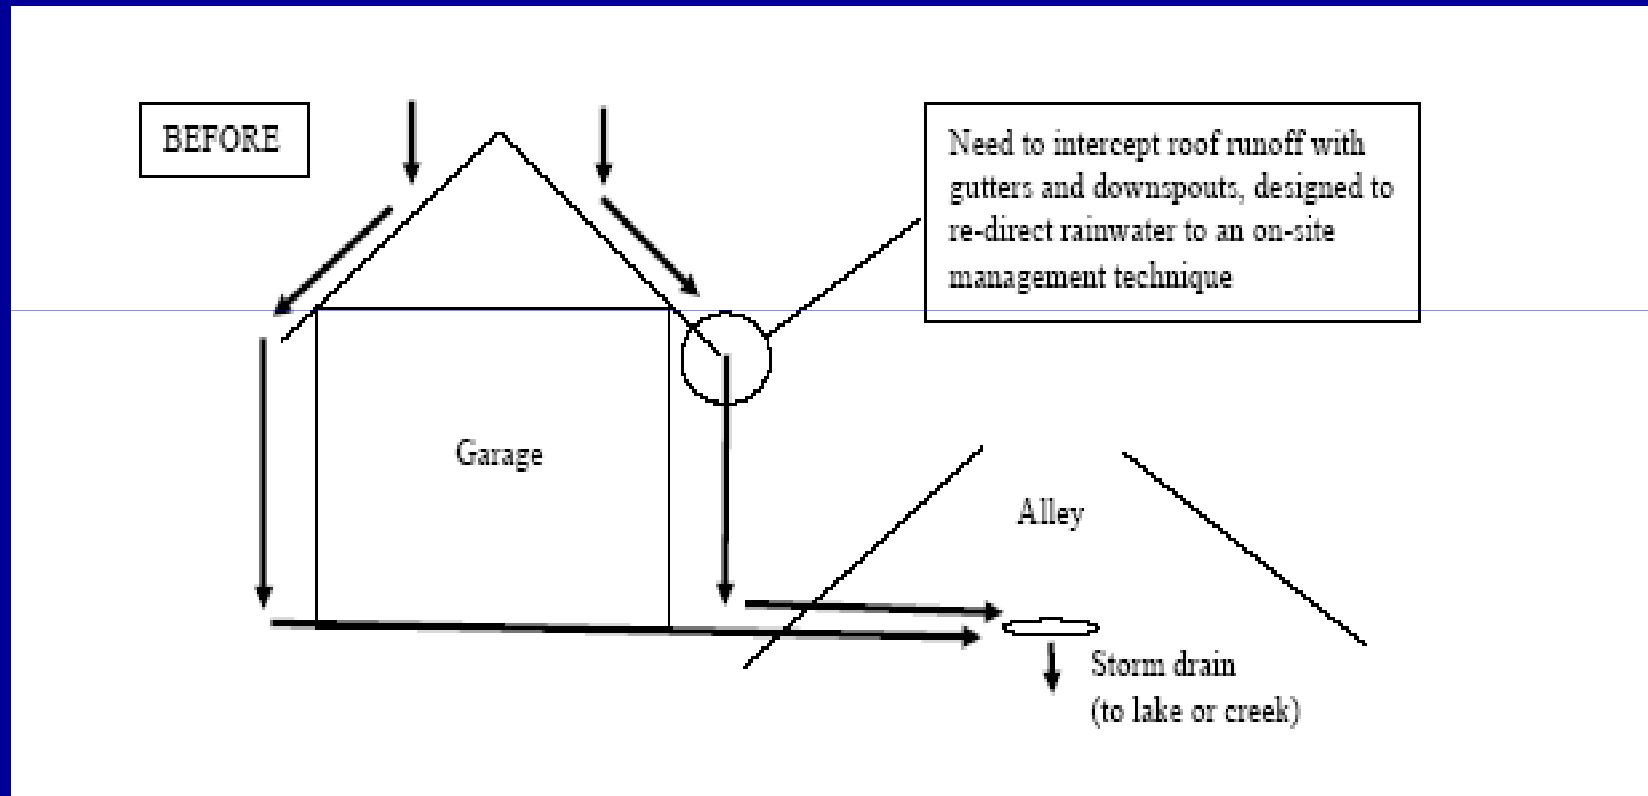 BEFORE
Need to intercept roof runoff with
gutters and downspouts, designed to
re-direct rainwater to an on-site
management technique
Garage
Alley
Storm drain
(to lake or creek)